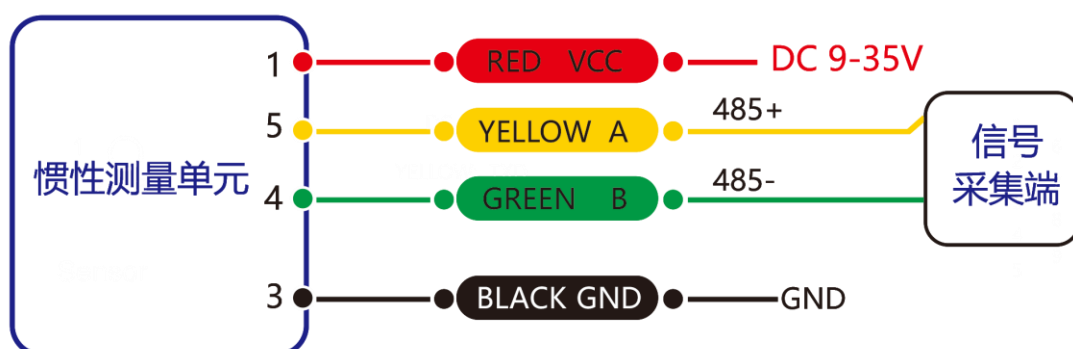 惯性测量单元
1
RED VCC
DC 9-35V
5
YELLOW A
485+
4
GREEN B
485-
信号
采集端
3
BLACK GND
GND